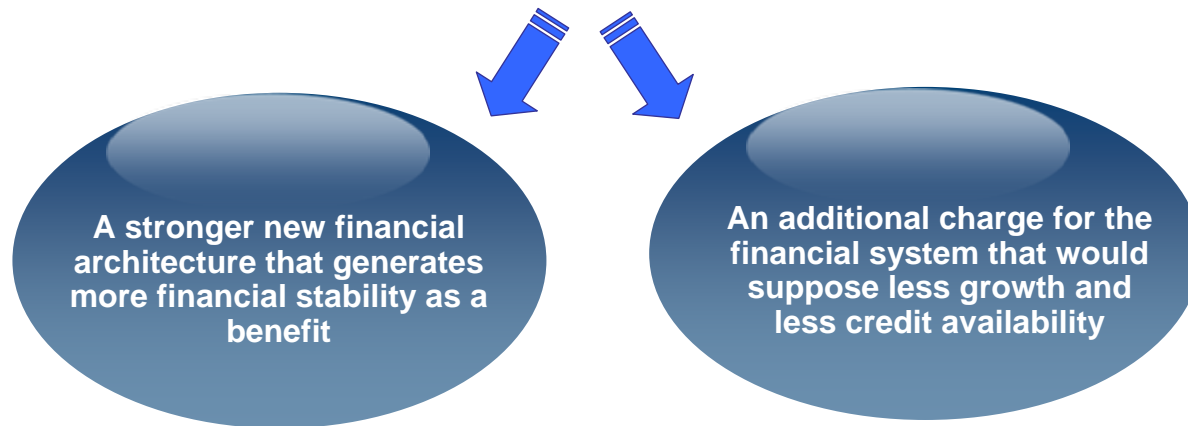 A stronger new financial
architecture that generates
more financial stability as a
benefit
An additional charge for the
financial system that would
suppose less growth and
less credit availability